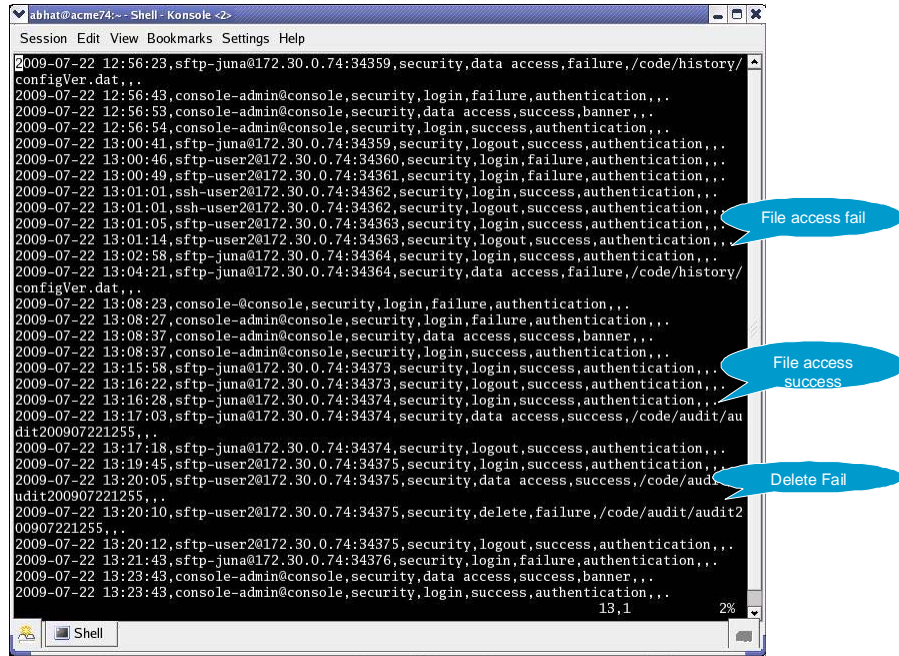 abhat@acme74:~ - Shell - Konsole <2>
Session Edit View Bookmarks Settings Help
2009-07-22 12:56:23,sftp-juna@172.30.0.74:34359,security,data access,failure,/code/history/
configVer.dat,,.
2009-07-22 12:56:43,console-admin@console,security,login,failure,authentication,,.
2009-07-22 12:56:53,console-admin@console,security,data access,success,banner,,.
2009-07-22 12:56:54,console-admin@console,security,login,success,authentication,,.
2009-07-22 13:00:41,sftp-juna@172.30.0.74:34359,security,logout,success,authentication,,.
2009-07-22 13:00:46,sftp-user2@172.30.0.74:34360,security,login,failure,authentication,,.
2009-07-22 13:00:49,sftp-user2@172.30.0.74:34361,security,login,failure,authentication,,.
2009-07-22 13:01:01,ssh-user2@172.30.0.74:34362,security,login,success,authentication,,.
2009-07-22 13:01:01,ssh-user2@172.30.0.74:34362,security,logout,success,authentication,,.
2009-07-22 13:01:05,sftp-user2@172.30.0.74:34363,security,login,success,authentication,,.
2009-07-22 13:01:14,sftp-user2@172.30.0.74:34363,security,logout,success,authentication,,.
2009-07-22 13:02:58,sftp-juna@172.30.0.74:34364,security,login,success,authentication,,.
2009-07-22 13:04:21,sftp-juna@172.30.0.74:34364,security,data access,failure,/code/history/
configVer.dat,,.
2009-07-22 13:08:23,console-@console,security,login,failure,authentication,,.
2009-07-22 13:08:27,console-admin@console,security,login,failure,authentication,,.
2009-07-22 13:08:37,console-admin@console,security,data access,success,banner,,.
2009-07-22 13:08:37,console-admin@console,security,login,success,authentication,,.
2009-07-22 13:15:58,sftp-juna@172.30.0.74:34373,security,login,success,authentication,,.
2009-07-22 13:16:22,sftp-juna@172.30.0.74:34373,security,logout,success,authentication,,.
2009-07-22 13:16:28,sftp-juna@172.30.0.74:34374,security,login,success,authentication,,.
2009-07-22 13:17:03,sftp-juna@172.30.0.74:34374,security,data access,success,/code/audit/au
dit200907221255,,.
2009-07-22 13:17:18,sftp-juna@172.30.0.74:34374,security,logout,success,authentication,,.
2009-07-22 13:19:45,sftp-user2@172.30.0.74:34375,security,login,success,authentication,,.
2009-07-22 13:20:05,sftp-user2@172.30.0.74:34375,security,data access,success,/code/aud
udit200907221255,,.
2009-07-22 13:20:10,sftp-user2@172.30.0.74:34375,security,delete,failure,/code/audit/audit2
00907221255,,.
2009-07-22 13:20:12,sftp-user2@172.30.0.74:34375,security,logout,success,authentication,,.
2009-07-22 13:21:43,sftp-juna@172.30.0.74:34376,security,login,failure,authentication,,.
2009-07-22 13:23:43,console-admin@console,security,data access,success,banner,,.
2009-07-22 13:23:43,console-admin@console,security,login,success,authentication,,.
13,1 2%
Shell
File access fail
File access
success
Delete Fail